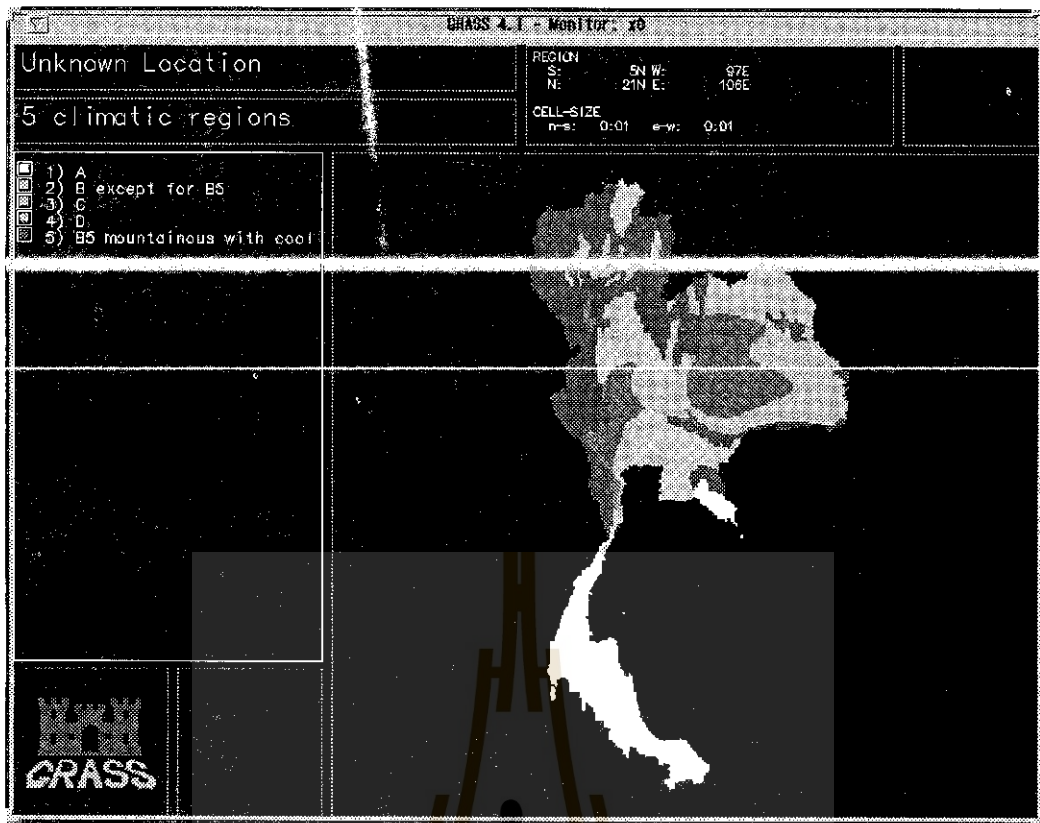 GRASS 4.1 - Monitor: x0
Unknown Location
5 climatic regions
REGION
S: 5N W: 97E
N: 21N E: 106E
CELL-SIZE
n-s: 0:01 e-w: 0:01
1) A
2) B except for B5
3) C
4) D
5) B5 mountainous with cool
GRASS